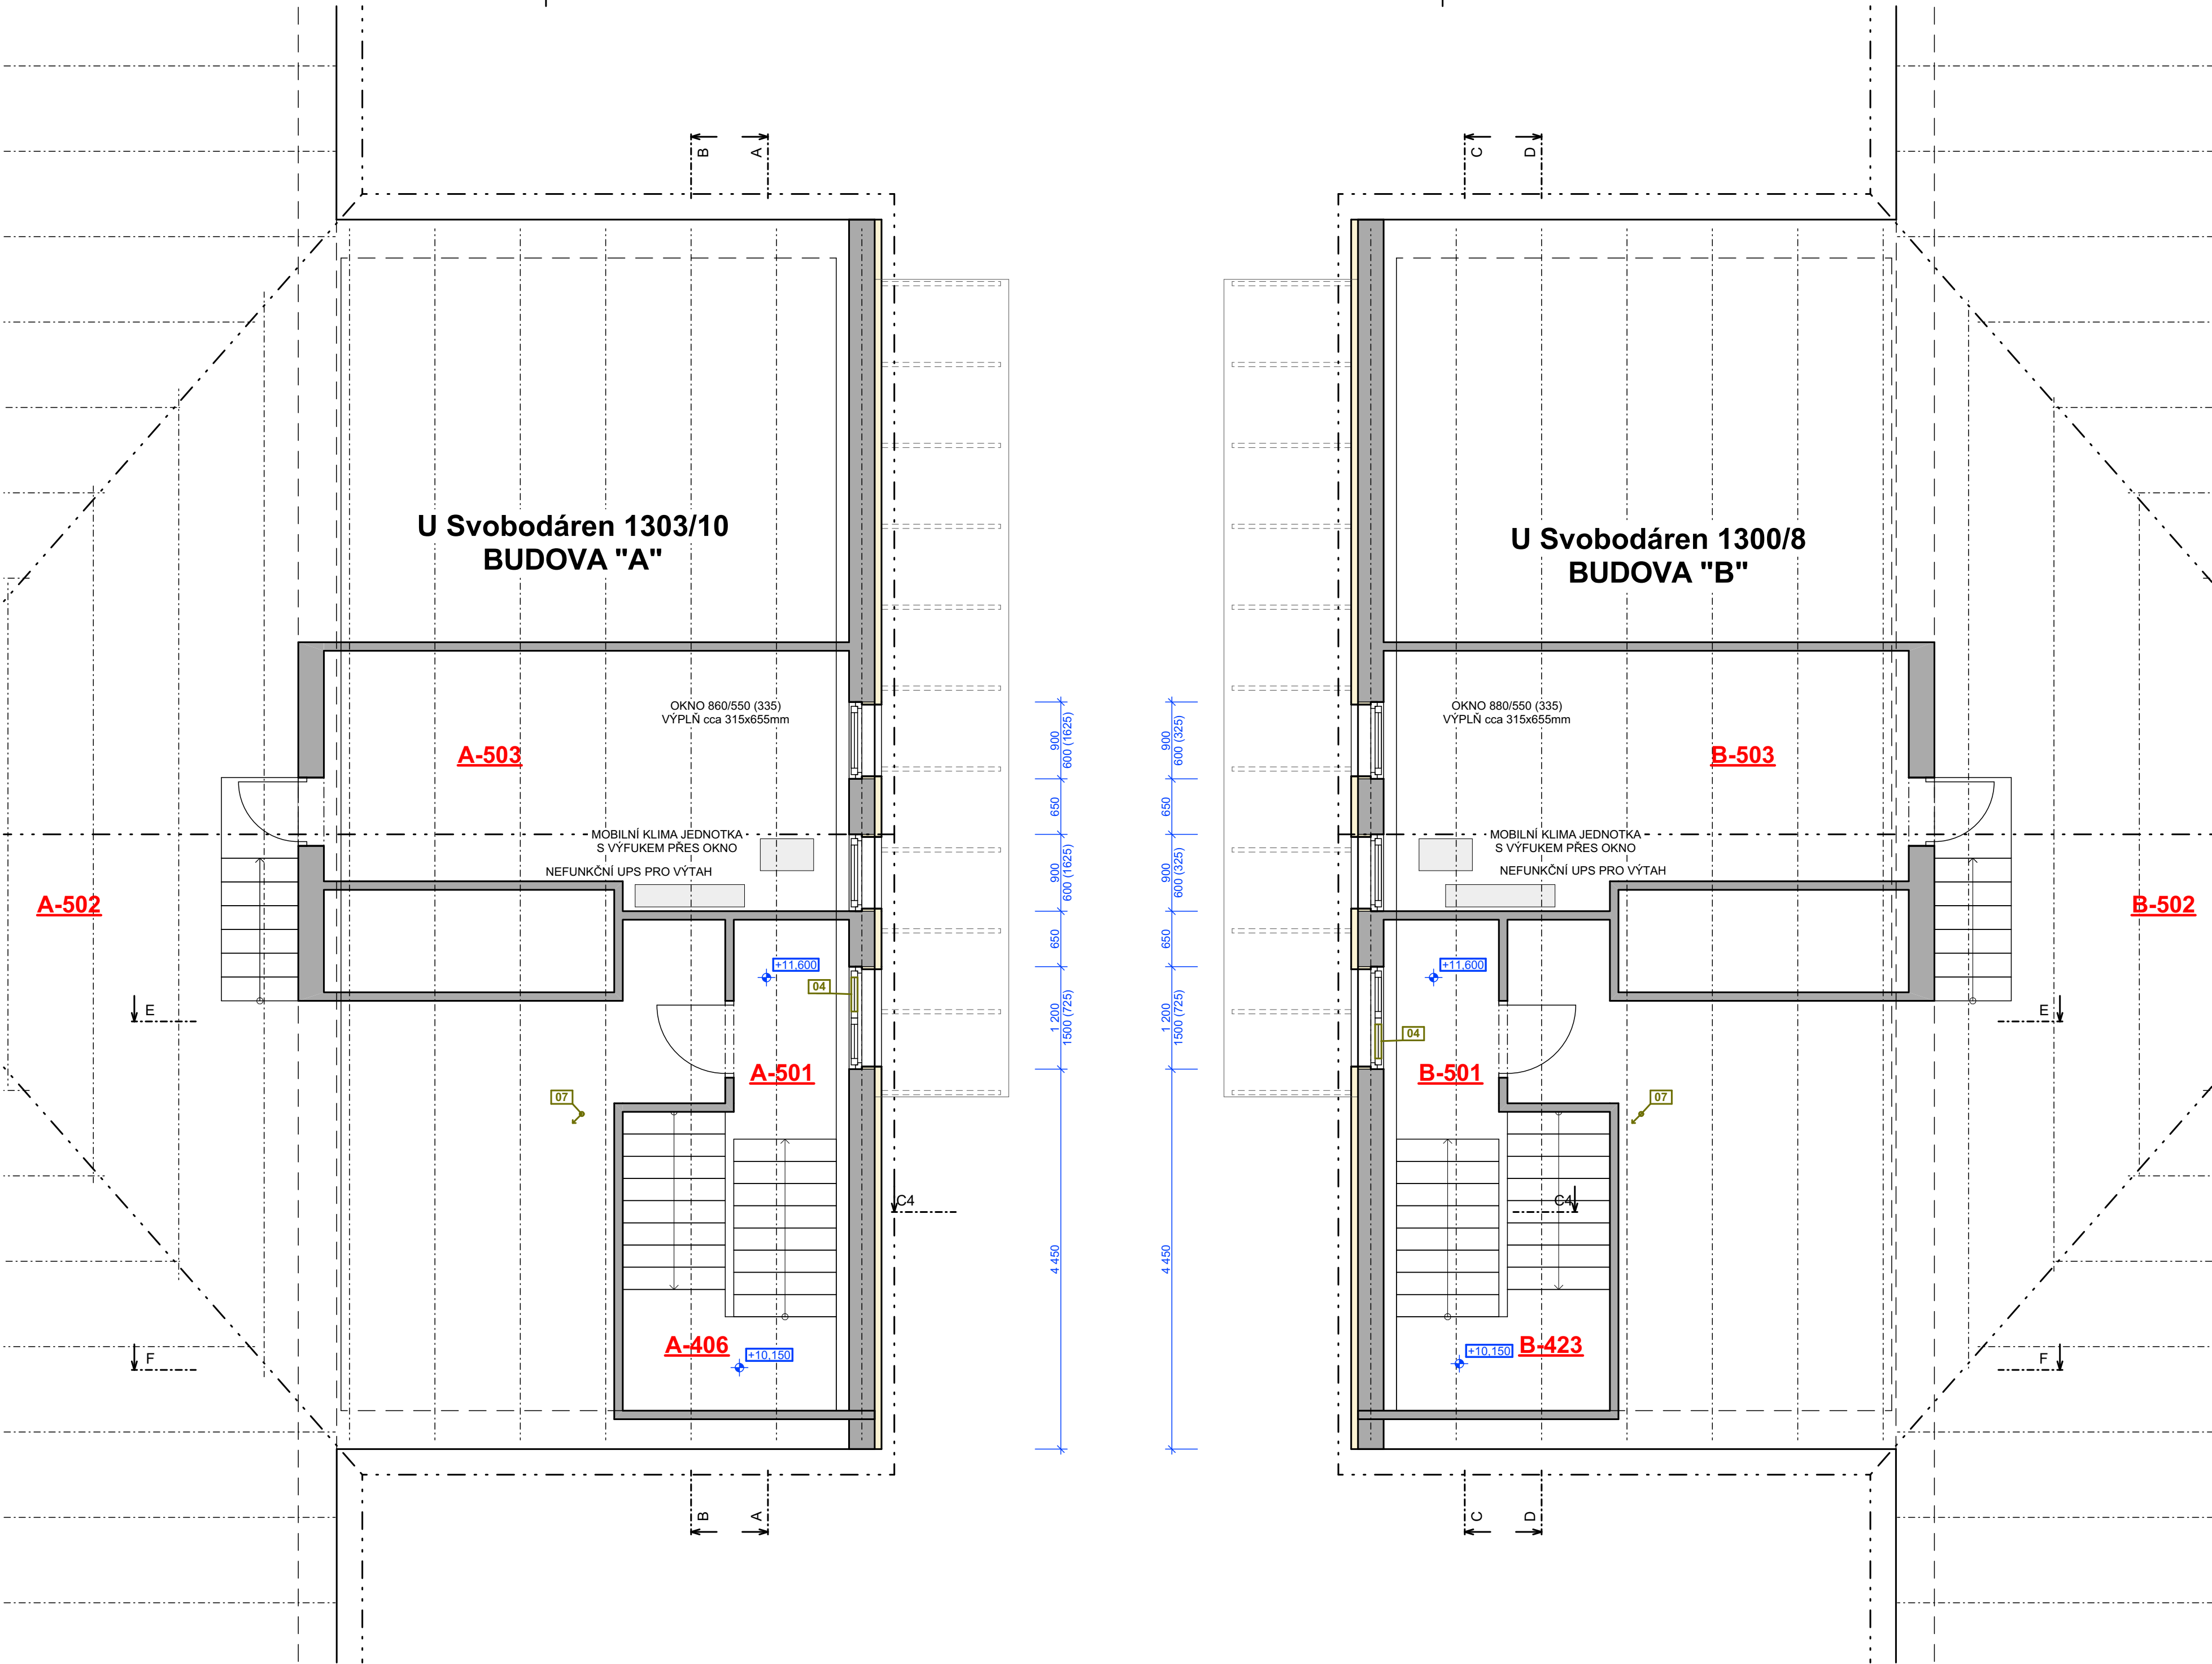 B
A
C
D
U Svobodáren 1303/10
BUDOVA "A"
U Svobodáren 1300/8
BUDOVA "B"
OKNO 860/550 (335)
VÝPLŇ cca 315x655mm
A-503
900
600 (1625)
900
600 (325)
OKNO 880/550 (335)
VÝPLŇ cca 315x655mm
B-503
650
650
MOBILNÍ KLIMA JEDNOTKA
S VÝFUKEM PŘES OKNO
NEFUNKČNÍ UPS PRO VÝTAH
900
600 (1625)
900
600 (325)
MOBILNÍ KLIMA JEDNOTKA
S VÝFUKEM PŘES OKNO
NEFUNKČNÍ UPS PRO VÝTAH
A-502
B-502
650
650
+11,600
+11,600
04
E
1 200
1500 (725)
1 200
1500 (725)
04
E
A-501
B-501
07
07
C4
C4
4 450
4 450
A-406
+10,150
+10,150
B-423
F
F
B
A
C
D